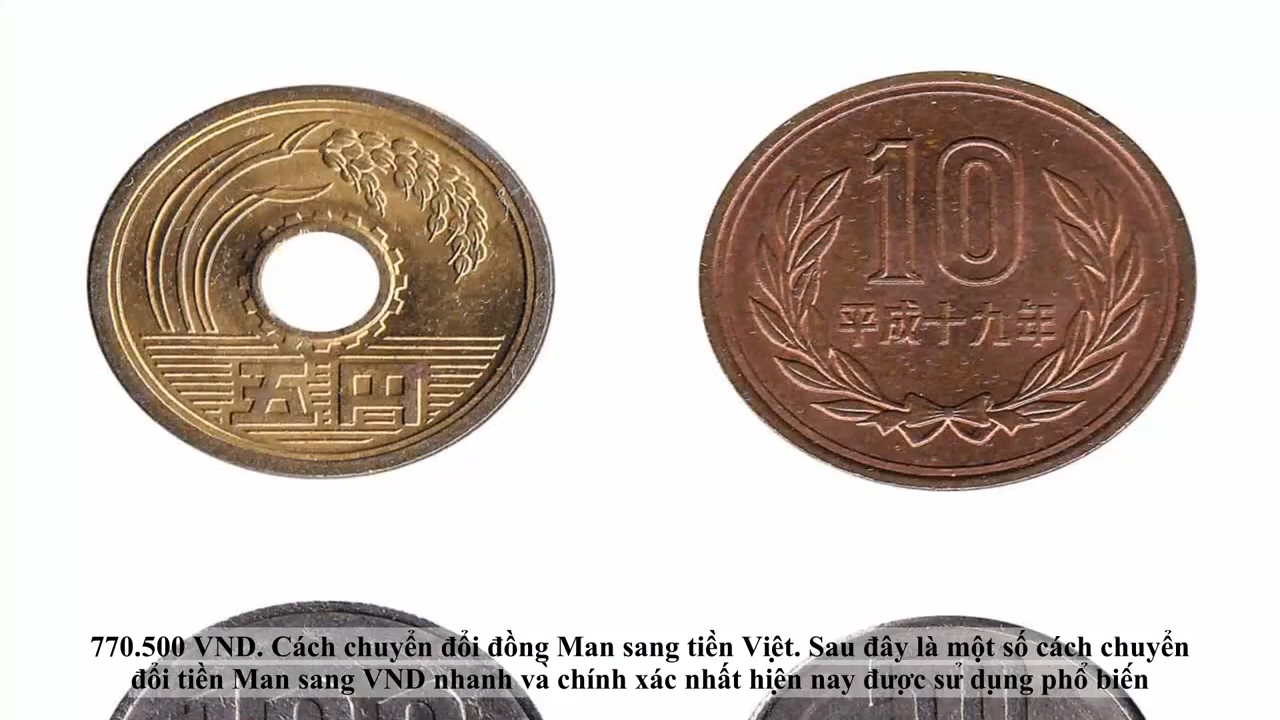 五円
10
平成十九年
770.500 VND. Cách chuyển đổi đồng Man sang tiền Việt. Sau đây là một số cách chuyển
đổi tiền Man sang VND nhanh va chính xác nhất hiện nay được sử dụng phổ biến